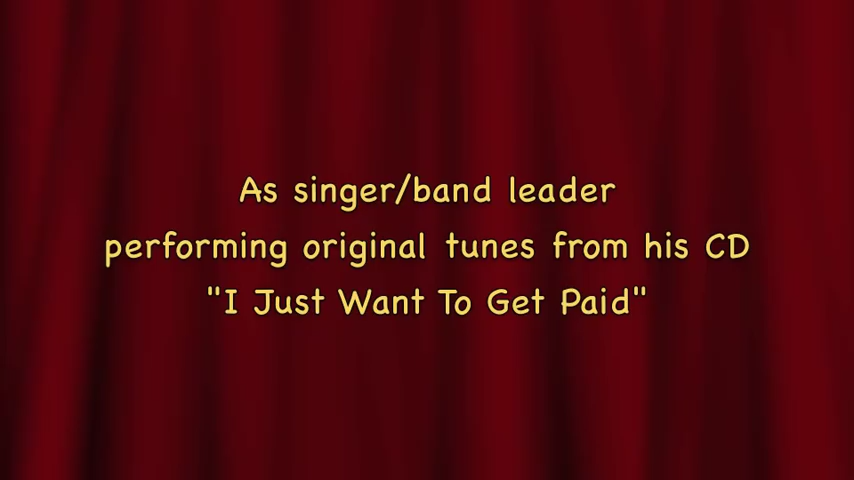 As singer/band leader
performing original tunes from his CD
"I Just Want To Get Paid"